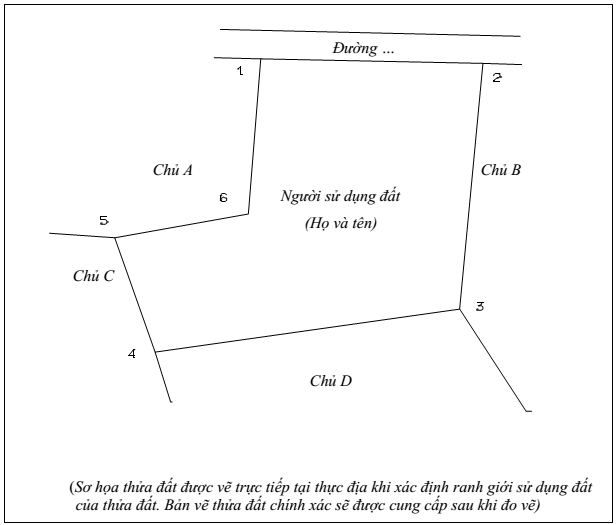 Đường ...
1
2
Chủ A
Chủ B
6
Người sử dụng đất
(Họ và tên)
5
Chủ C
3
4
Chủ D
(Sơ họa thửa đất được vẽ trực tiếp tại thực địa khi xác định ranh giới sử dụng đất
của thửa đất. Bản vẽ thửa đất chính xác sẽ được cung cấp sau khi đo vẽ)